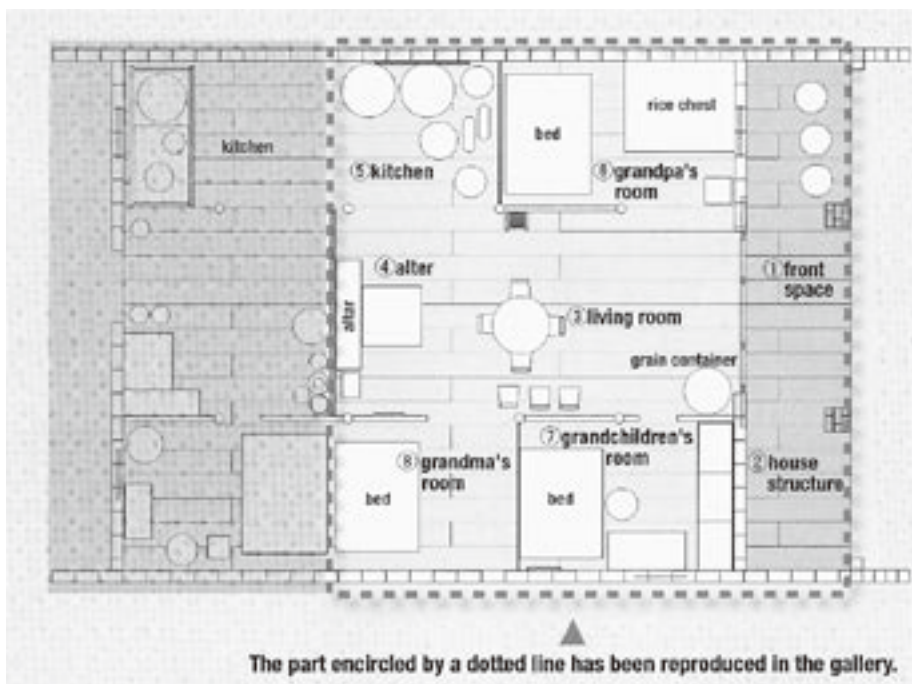 kitchen
⑤kitchen
bed
rice chest
⑥grandpa's
room
④alter
altar
①front
space
③living room
grain container
⑦grandchildren's
room
⑧grandma's
room
bed
bed
②house
structure
The part encircled by a dotted line has been reproduced in the gallery.